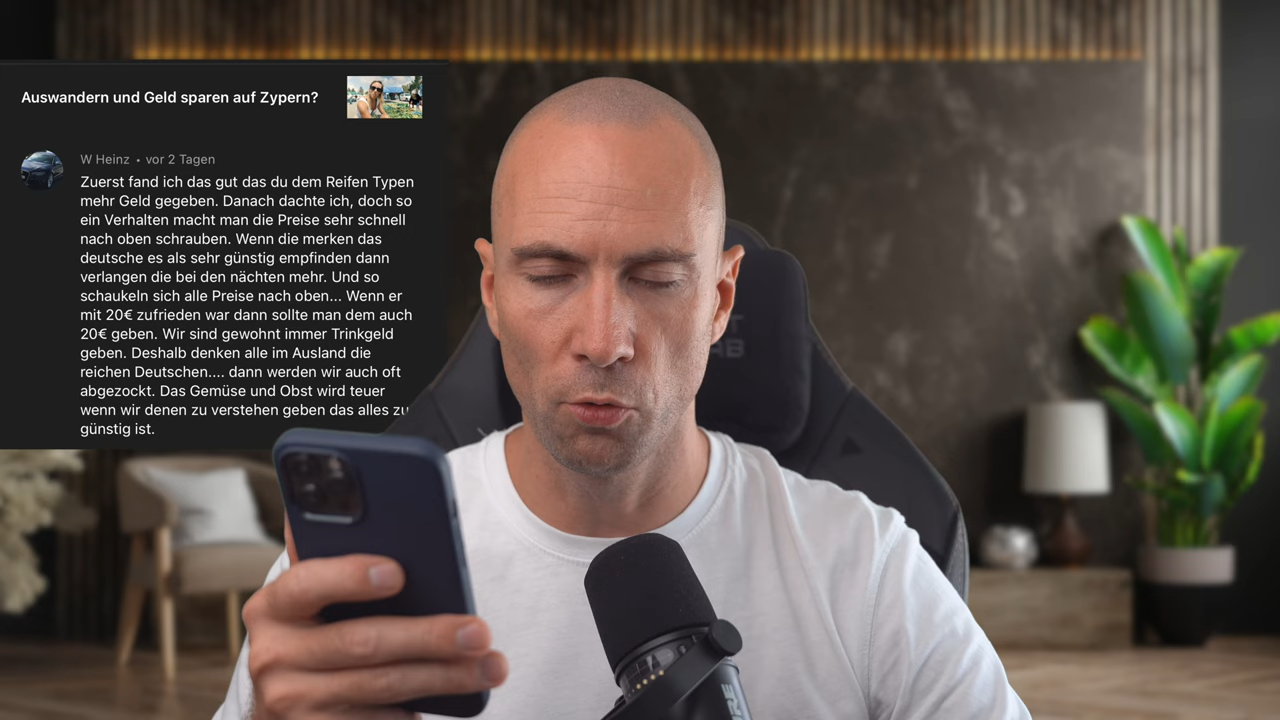 Auswandern und Geld sparen auf Zypern?
W Heinz • vor 2 Tagen
Zuerst fand ich das gut das du dem Reifen Typen
mehr Geld gegeben. Danach dachte ich, doch so
ein Verhalten macht man die Preise sehr schnell
nach oben schrauben. Wenn die merken das
deutsche es als sehr günstig empfinden dann
verlangen die bei den nächten mehr. Und so
schaukeln sich alle Preise nach oben... Wenn er
mit 20€ zufrieden war dann sollte man dem auch
20€ geben. Wir sind gewohnt immer Trinkgeld
geben. Deshalb denken alle im Ausland die
reichen Deutschen.... dann werden wir auch oft
abgezockt. Das Gemüse und Obst wird teuer
wenn wir denen zu verstehen geben das alles zu
günstig ist.